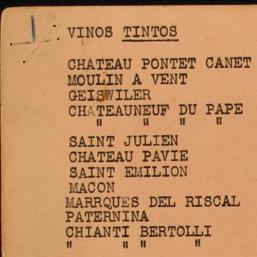 VINOS TINTOS
CHATEAU PONTET CANET
MOULIN A VENT
GEISWILER
CHATEAUNEUF DU PAPE
" " " "
SAINT JULIEN
CHATEAU PAVIE
SAINT EMILION
MACON
MARRQUES DEL RISCAL
PATERNINA
CHIANTI BERTOLLI
" " " "